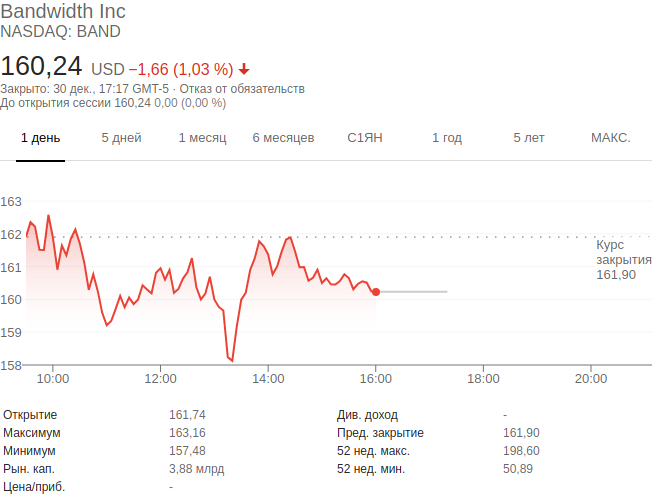 Bandwidth Inc
NASDAQ: BAND
160,24 USD −1,66 (1,03 %)
Закрыто: 30 дек., 17:17 GMT-5 · Отказ от обязательств
До открытия сессии 160,24 0,00 (0,00 %)
1 день 5 дней 1 месяц 6 месяцев С1ЯН 1 год 5 лет МАКС.
163
162
Курс
закрытия
161,90
161
160
159
158
10:00 12:00 14:00 16:00 18:00 20:00
Открытие 161,74 Див. доход -
Максимум 163,16 Пред. закрытие 161,90
Минимум 157,48 52 нед. макс. 198,60
Рын. кап. 3,88 млрд 52 нед. мин. 50,89
Цена/приб. -